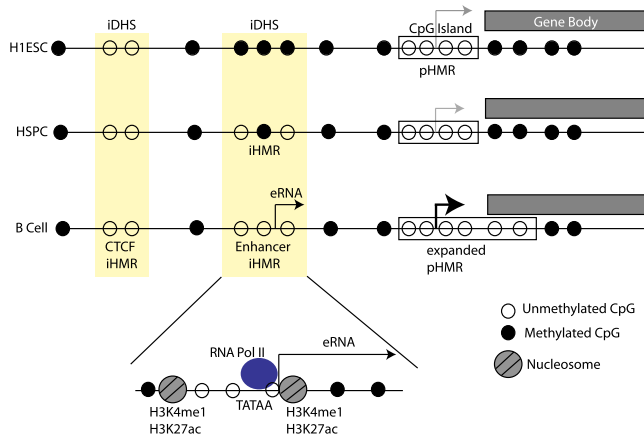 iDHS
iDHS
CpG Island
Gene Body
H1ESC
pHMR
HSPC
iHMR
eRNA
B Cell
CTCF
iHMR
Enhancer
iHMR
expanded
pHMR
Unmethylated CpG
Methylated CpG
Nucleosome
RNA Pol II
eRNA
TATAA
H3K4me1
H3K27ac
H3K4me1
H3K27ac